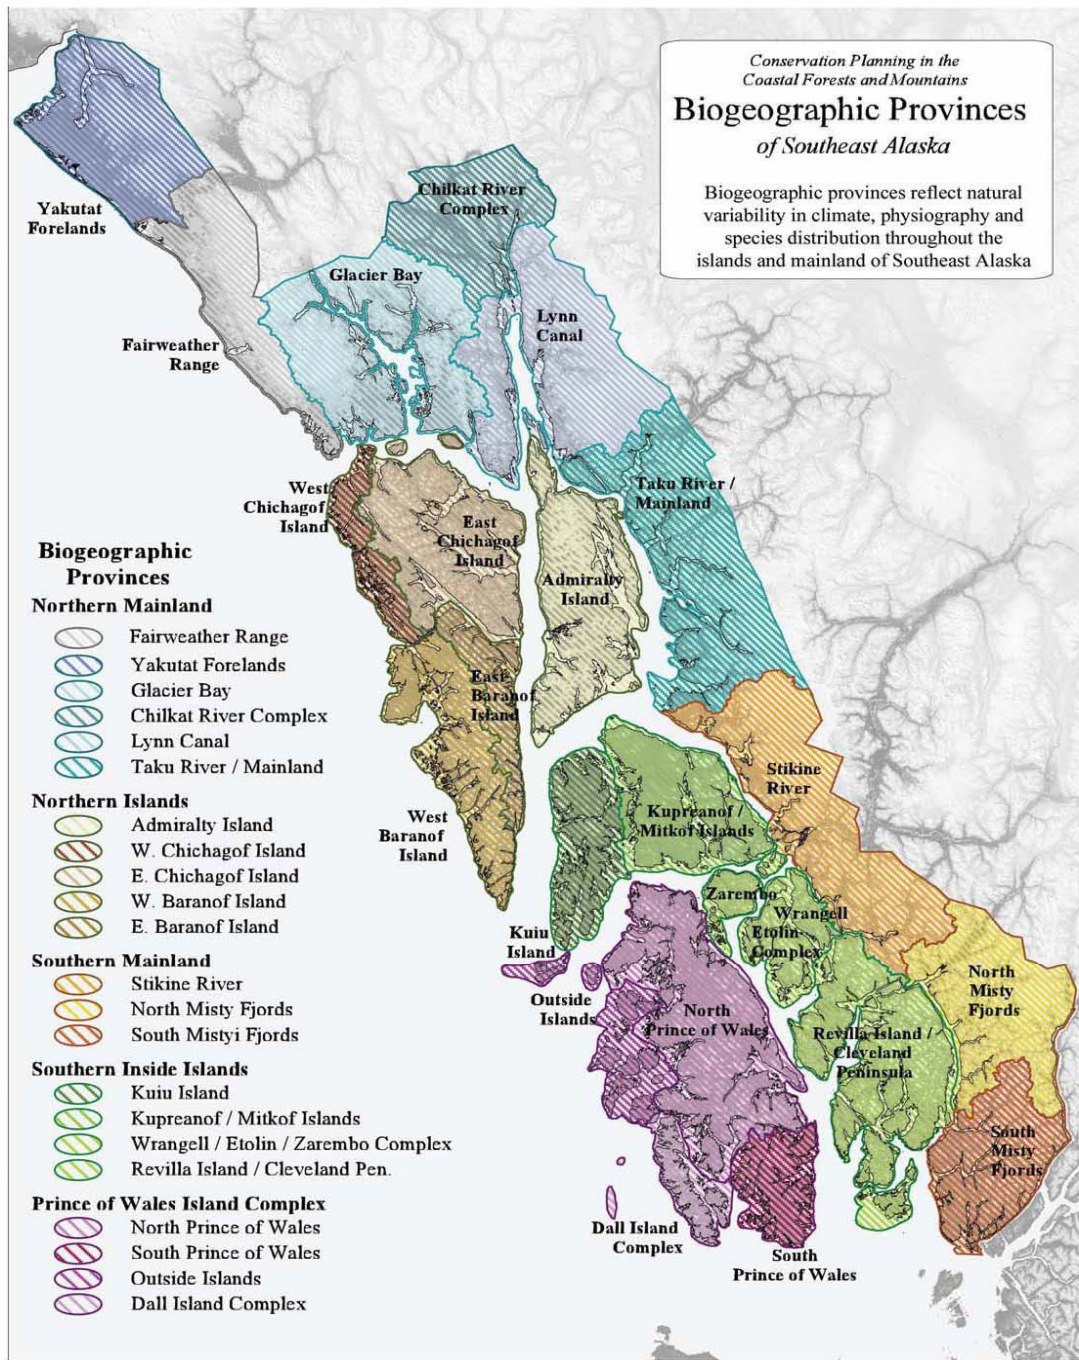 Conservation Planning in the
Coastal Forests and Mountains
Biogeographic Provinces
of Southeast Alaska
Biogeographic provinces reflect natural
variability in climate, physiography and
species distribution throughout the
islands and mainland of Southeast Alaska
Yakutat
Forelands
Chilkat River
Complex
Glacier Bay
Lynn
Canal
Fairweather
Range
West
Chichagof
Island
East
Chichagof
Island
Taku River /
Mainland
Admiralty
Island
East
Baranof
Island
West
Baranof
Island
Stikine
River
Kupreanof /
Mitkof Islands
Zarembo
Wrangell
Etolin
Complex
Kuiu
Island
Outside
Islands
North
Prince of Wales
North
Misty
Fjords
Revilla Island /
Cleveland
Peninsula
South
Misty
Fjords
Dall Island
Complex
South
Prince of Wales
Biogeographic
Provinces
Northern Mainland
Fairweather Range
Yakutat Forelands
Glacier Bay
Chilkat River Complex
Lynn Canal
Taku River / Mainland
Northern Islands
Admiralty Island
W. Chichagof Island
E. Chichagof Island
W. Baranof Island
E. Baranof Island
Southern Mainland
Stikine River
North Misty Fjords
South Mistyi Fjords
Southern Inside Islands
Kuiu Island
Kupreanof / Mitkof Islands
Wrangell / Etolin / Zarembo Complex
Revilla Island / Cleveland Pen.
Prince of Wales Island Complex
North Prince of Wales
South Prince of Wales
Outside Islands
Dall Island Complex